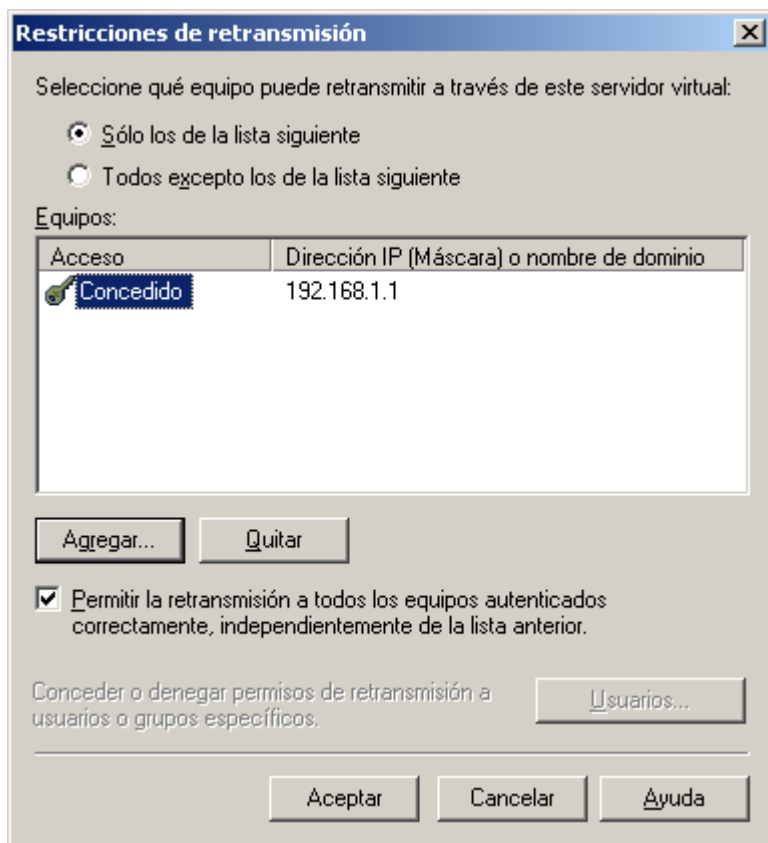 Restricciones de retransmisión
Seleccione qué equipo puede retransmitir a través de este servidor virtual:
Sólo los de la lista siguiente
Todos excepto los de la lista siguiente
Equipos:
Acceso Dirección IP (Máscara) o nombre de dominio
Concedido 192.168.1.1
Agregar... Quitar
Permitir la retransmisión a todos los equipos autenticados
correctamente, independientemente de la lista anterior.
Conceder o denegar permisos de retransmisión a
usuarios o grupos específicos.
Usuarios...
Aceptar Cancelar Ayuda